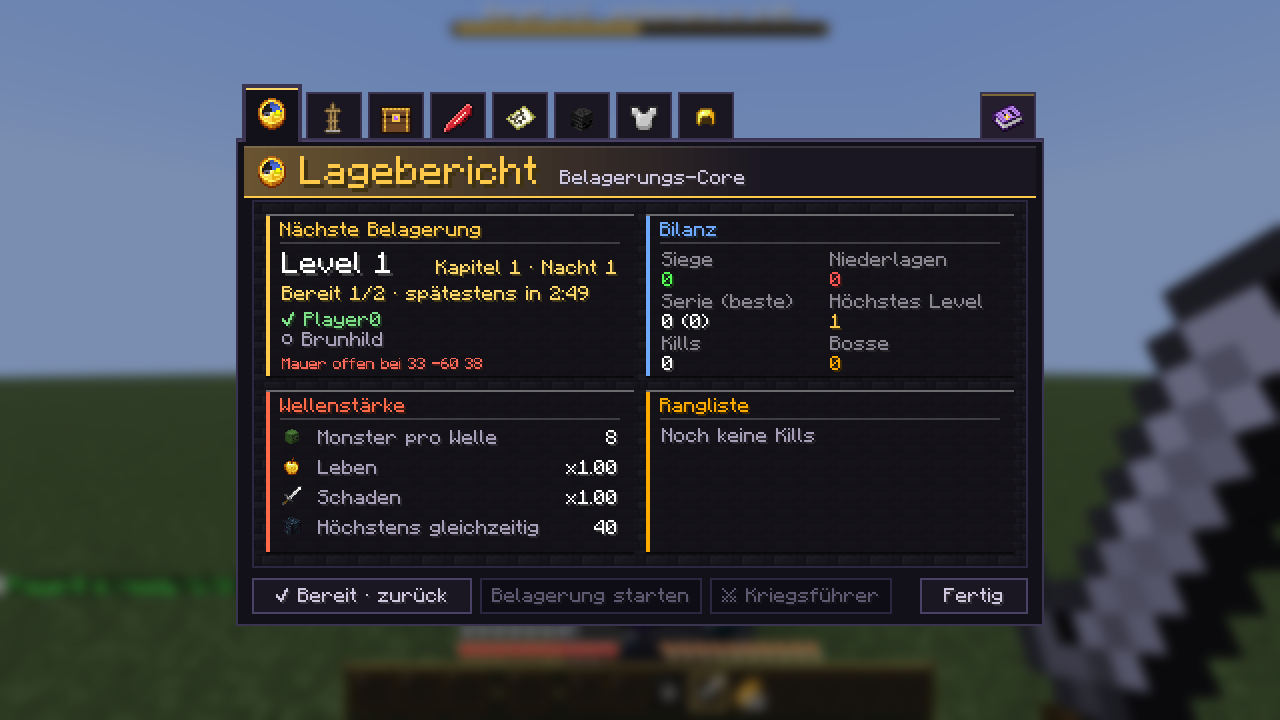 Lagebericht Belagerungs-Core
Nächste Belagerung
Level 1 Kapitel 1 · Nacht 1
Bereit 1/2 · spätestens in 2:49
✓ Player0
○ Brunhild
Mauer offen bei 33 -60 38
Bilanz
Siege Niederlagen
0 0
Serie (beste) Höchstes Level
0 (0) 1
Kills Bosse
0 0
Wellenstärke
Monster pro Welle 8
Leben x1.00
Schaden x1.00
Höchstens gleichzeitig 40
Rangliste
Noch keine Kills
✓ Bereit · zurück
Belagerung starten
⚔ Kriegsführer
Fertig